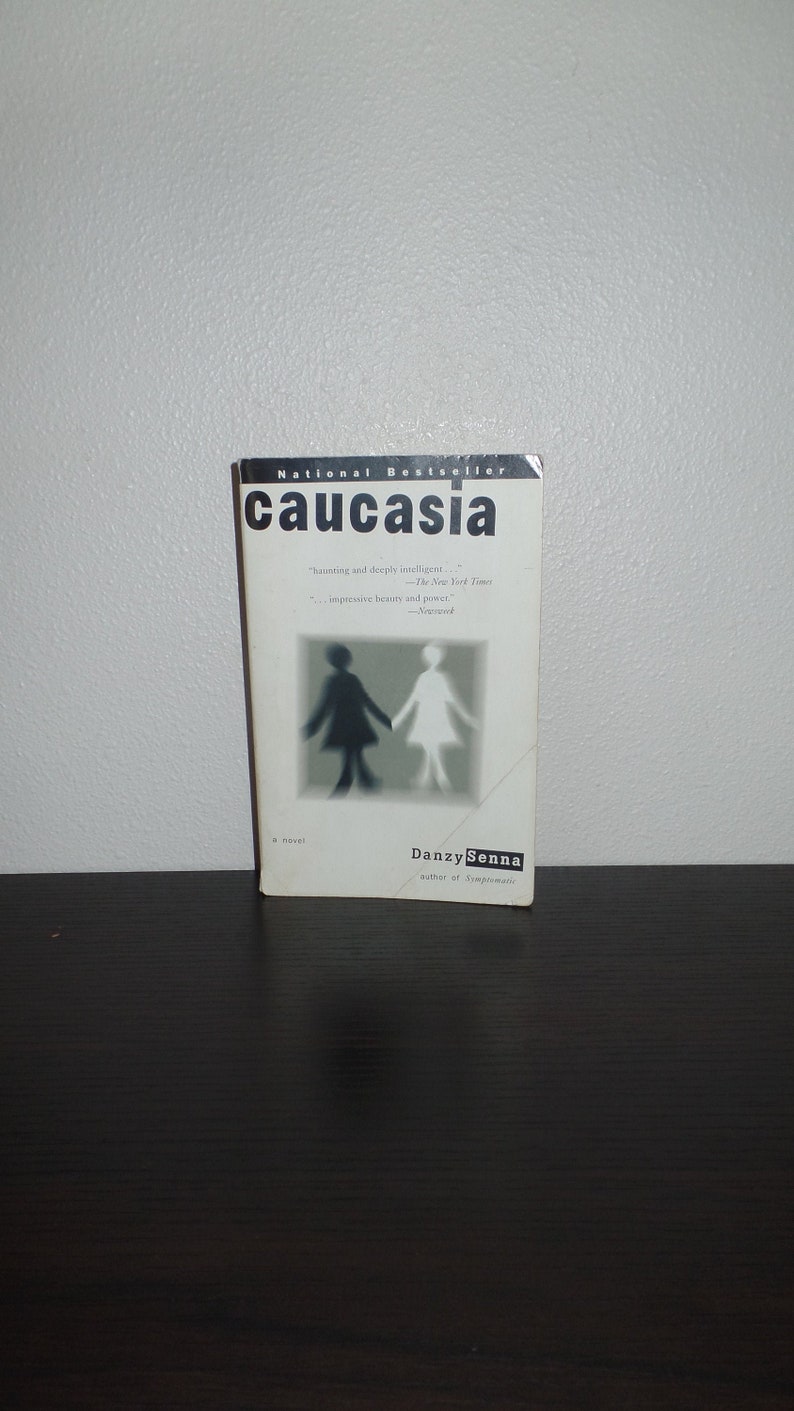 National Bestseller
caucasia
“haunting and deeply intelligent . . .”
—The New York Times
“. . . impressive beauty and power.”
—Newsweek
a novel
Danzy Senna
author of Symptomatic